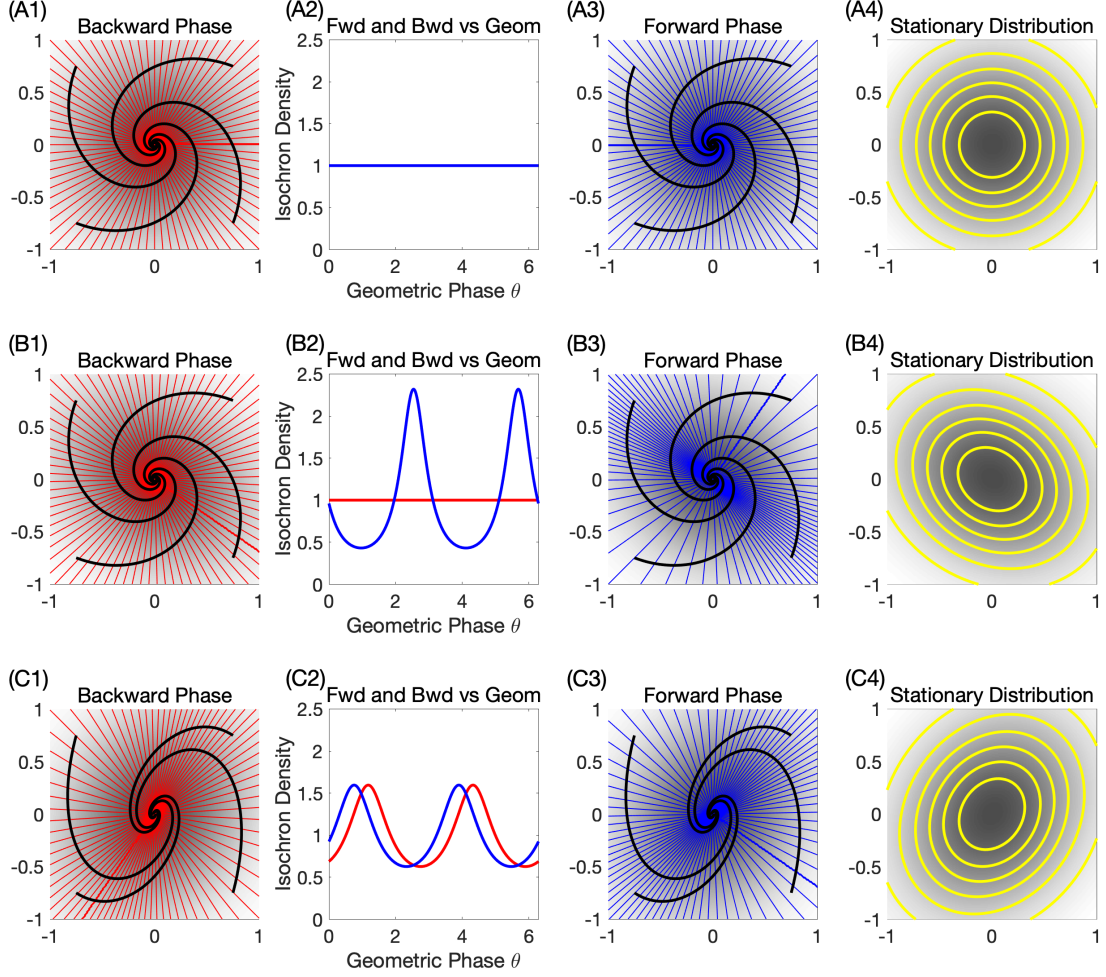 (A1)
Backward Phase
1
0.5
0
-0.5
-1
-1 0 1
(A2)
Fwd and Bwd vs Geom
Isochron Density
2.5
2
1.5
1
0.5
0
0 2 4 6
Geometric Phase θ
(A3)
Forward Phase
1
0.5
0
-0.5
-1
-1 0 1
(A4)
Stationary Distribution
1
0.5
0
-0.5
-1
-1 0 1
(B1)
Backward Phase
1
0.5
0
-0.5
-1
-1 0 1
(B2)
Fwd and Bwd vs Geom
Isochron Density
2.5
2
1.5
1
0.5
0
0 2 4 6
Geometric Phase θ
(B3)
Forward Phase
1
0.5
0
-0.5
-1
-1 0 1
(B4)
Stationary Distribution
1
0.5
0
-0.5
-1
-1 0 1
(C1)
Backward Phase
1
0.5
0
-0.5
-1
-1 0 1
(C2)
Fwd and Bwd vs Geom
Isochron Density
2.5
2
1.5
1
0.5
0
0 2 4 6
Geometric Phase θ
(C3)
Forward Phase
1
0.5
0
-0.5
-1
-1 0 1
(C4)
Stationary Distribution
1
0.5
0
-0.5
-1
-1 0 1